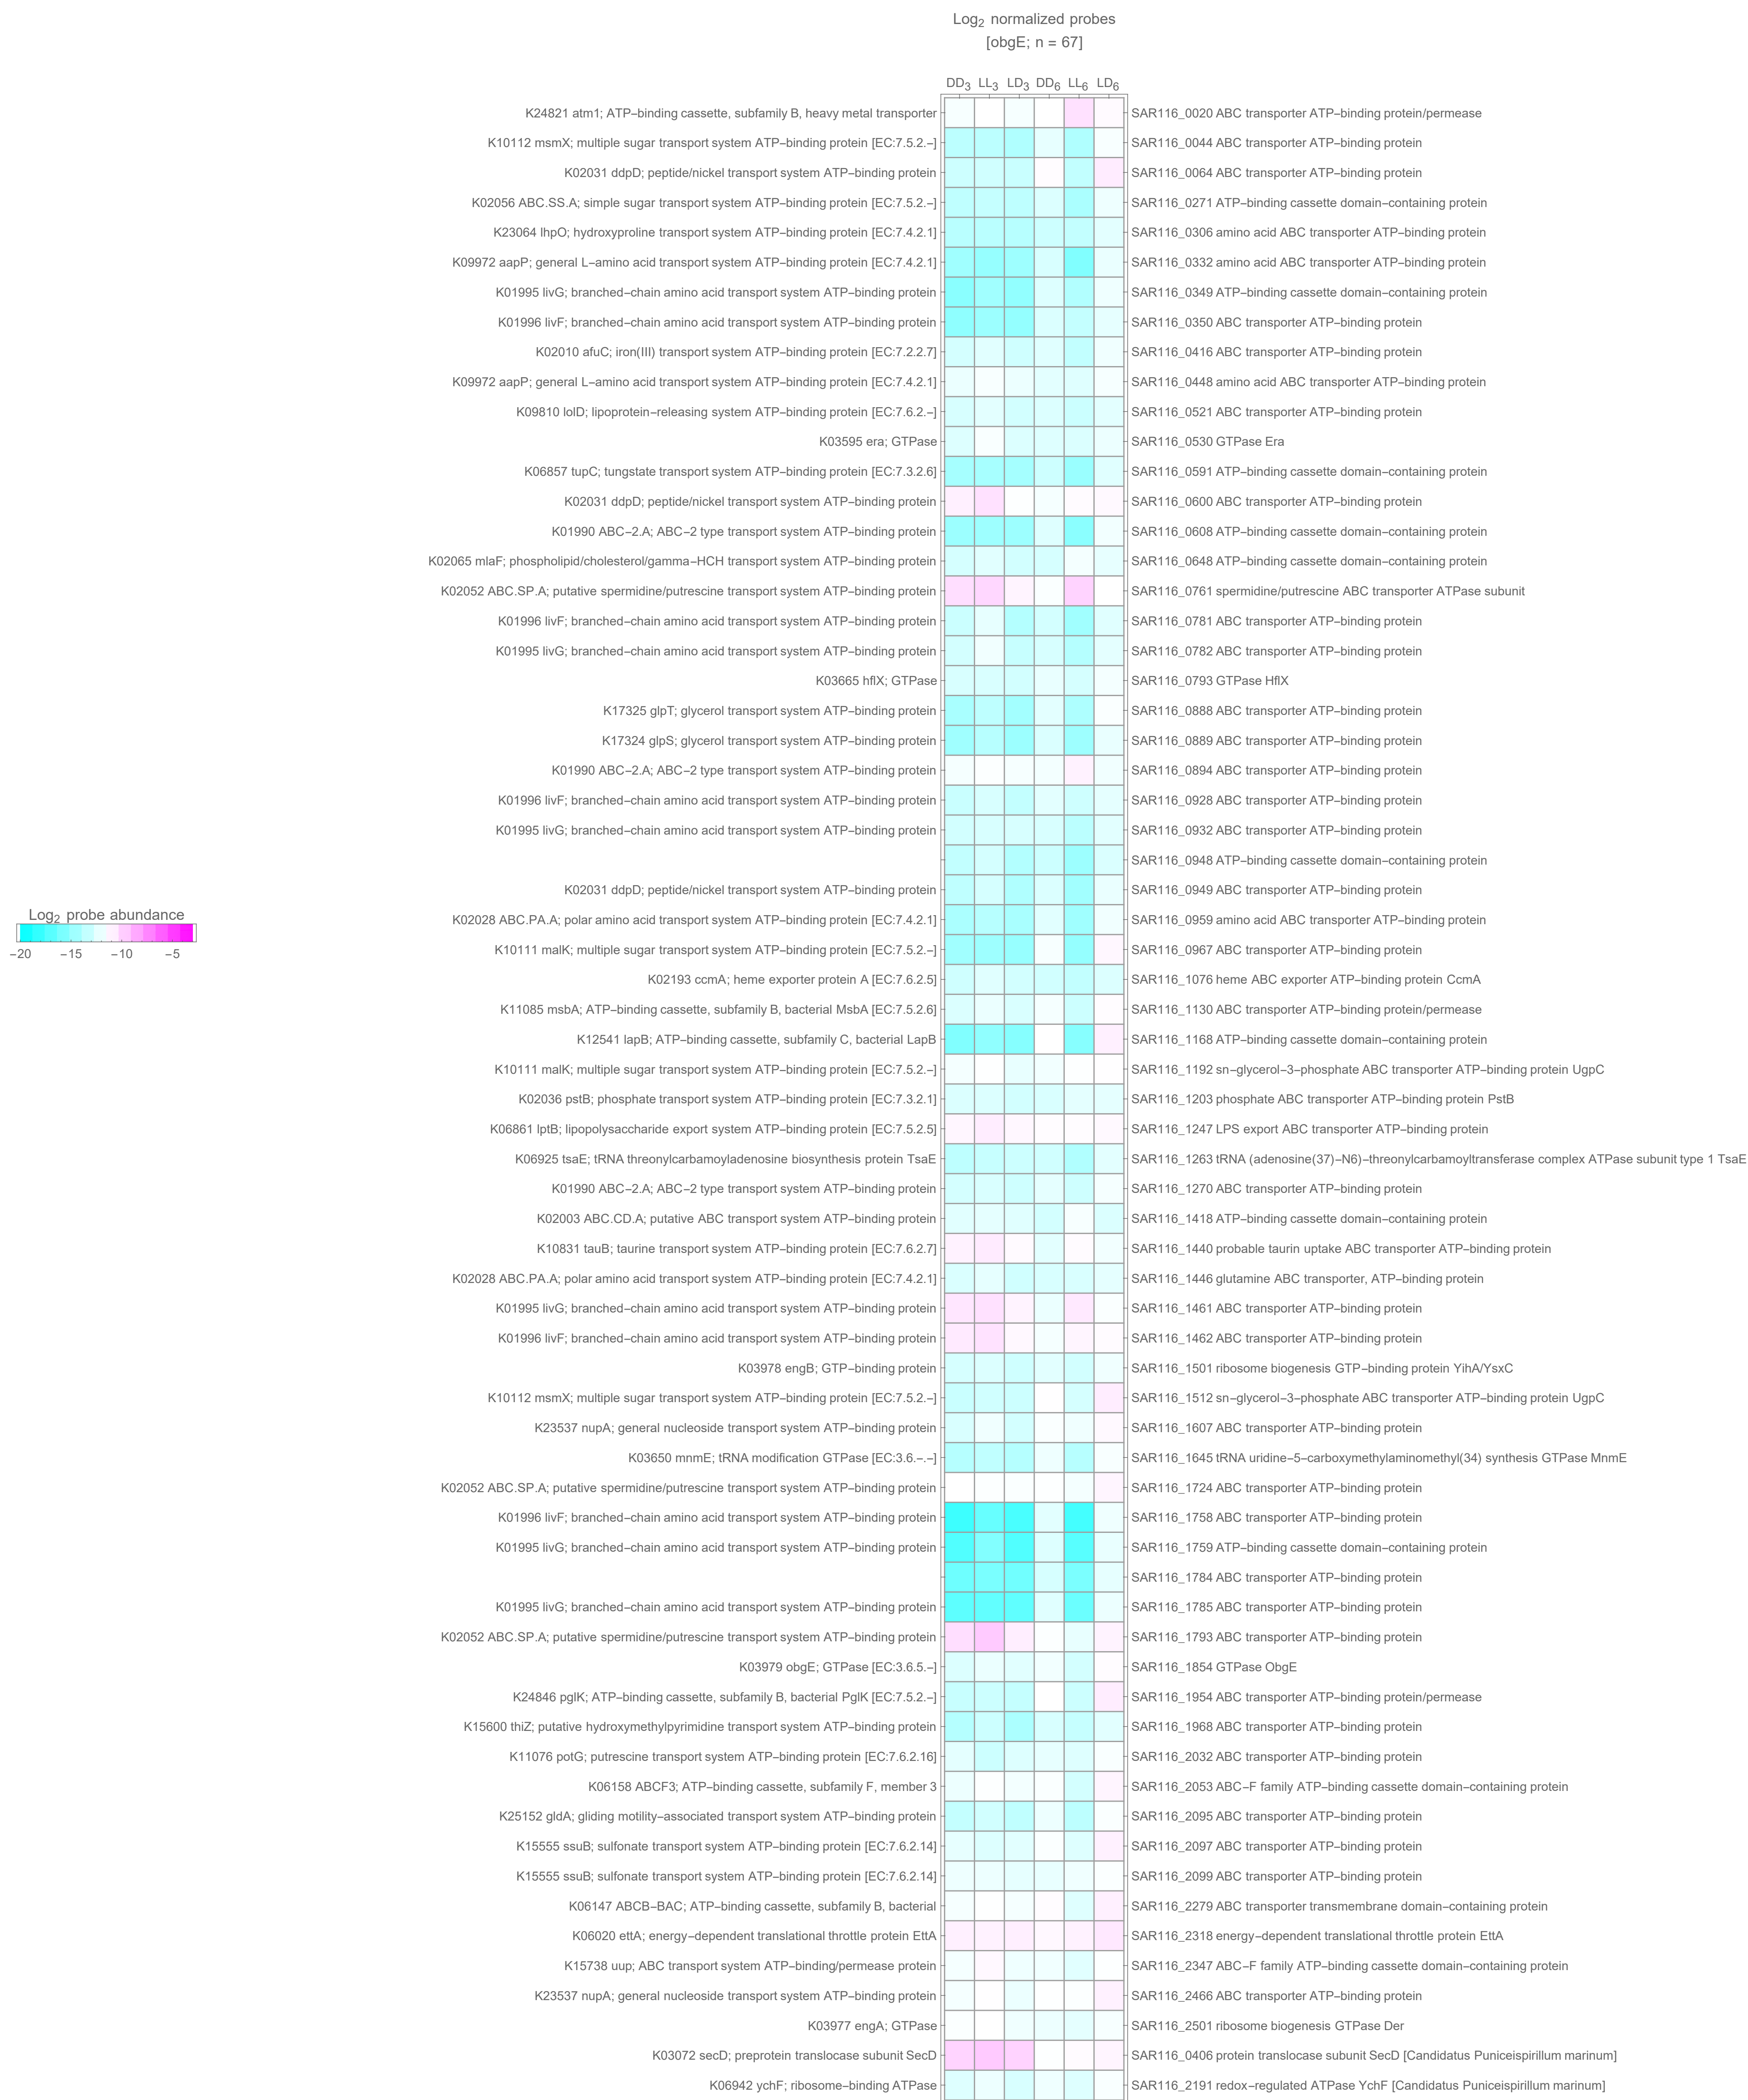 Log2 normalized probes
[obgE; n = 67]
DD3 LL3 LD3 DD6 LL6 LD6
K24821 atm1; ATP−binding cassette, subfamily B, heavy metal transporter SAR116_0020 ABC transporter ATP−binding protein/permease
K10112 msmX; multiple sugar transport system ATP−binding protein [EC:7.5.2.−] SAR116_0044 ABC transporter ATP−binding protein
K02031 ddpD; peptide/nickel transport system ATP−binding protein SAR116_0064 ABC transporter ATP−binding protein
K02056 ABC.SS.A; simple sugar transport system ATP−binding protein [EC:7.5.2.−] SAR116_0271 ATP−binding cassette domain−containing protein
K23064 lhpO; hydroxyproline transport system ATP−binding protein [EC:7.4.2.1] SAR116_0306 amino acid ABC transporter ATP−binding protein
K09972 aapP; general L−amino acid transport system ATP−binding protein [EC:7.4.2.1] SAR116_0332 amino acid ABC transporter ATP−binding protein
K01995 livG; branched−chain amino acid transport system ATP−binding protein SAR116_0349 ATP−binding cassette domain−containing protein
K01996 livF; branched−chain amino acid transport system ATP−binding protein SAR116_0350 ABC transporter ATP−binding protein
K02010 afuC; iron(III) transport system ATP−binding protein [EC:7.2.2.7] SAR116_0416 ABC transporter ATP−binding protein
K09972 aapP; general L−amino acid transport system ATP−binding protein [EC:7.4.2.1] SAR116_0448 amino acid ABC transporter ATP−binding protein
K09810 lolD; lipoprotein−releasing system ATP−binding protein [EC:7.6.2.−] SAR116_0521 ABC transporter ATP−binding protein
K03595 era; GTPase SAR116_0530 GTPase Era
K06857 tupC; tungstate transport system ATP−binding protein [EC:7.3.2.6] SAR116_0591 ATP−binding cassette domain−containing protein
K02031 ddpD; peptide/nickel transport system ATP−binding protein SAR116_0600 ABC transporter ATP−binding protein
K01990 ABC−2.A; ABC−2 type transport system ATP−binding protein SAR116_0608 ATP−binding cassette domain−containing protein
K02065 mlaF; phospholipid/cholesterol/gamma−HCH transport system ATP−binding protein SAR116_0648 ATP−binding cassette domain−containing protein
K02052 ABC.SP.A; putative spermidine/putrescine transport system ATP−binding protein SAR116_0761 spermidine/putrescine ABC transporter ATPase subunit
K01996 livF; branched−chain amino acid transport system ATP−binding protein SAR116_0781 ABC transporter ATP−binding protein
K01995 livG; branched−chain amino acid transport system ATP−binding protein SAR116_0782 ABC transporter ATP−binding protein
K03665 hflX; GTPase SAR116_0793 GTPase HflX
K17325 glpT; glycerol transport system ATP−binding protein SAR116_0888 ABC transporter ATP−binding protein
K17324 glpS; glycerol transport system ATP−binding protein SAR116_0889 ABC transporter ATP−binding protein
K01990 ABC−2.A; ABC−2 type transport system ATP−binding protein SAR116_0894 ABC transporter ATP−binding protein
K01996 livF; branched−chain amino acid transport system ATP−binding protein SAR116_0928 ABC transporter ATP−binding protein
K01995 livG; branched−chain amino acid transport system ATP−binding protein SAR116_0932 ABC transporter ATP−binding protein
SAR116_0948 ATP−binding cassette domain−containing protein
K02031 ddpD; peptide/nickel transport system ATP−binding protein SAR116_0949 ABC transporter ATP−binding protein
Log2 probe abundance
K02028 ABC.PA.A; polar amino acid transport system ATP−binding protein [EC:7.4.2.1] SAR116_0959 amino acid ABC transporter ATP−binding protein
K10111 malK; multiple sugar transport system ATP−binding protein [EC:7.5.2.−] SAR116_0967 ABC transporter ATP−binding protein
−20 −15 −10 −5
K02193 ccmA; heme exporter protein A [EC:7.6.2.5] SAR116_1076 heme ABC exporter ATP−binding protein CcmA
K11085 msbA; ATP−binding cassette, subfamily B, bacterial MsbA [EC:7.5.2.6] SAR116_1130 ABC transporter ATP−binding protein/permease
K12541 lapB; ATP−binding cassette, subfamily C, bacterial LapB SAR116_1168 ATP−binding cassette domain−containing protein
K10111 malK; multiple sugar transport system ATP−binding protein [EC:7.5.2.−] SAR116_1192 sn−glycerol−3−phosphate ABC transporter ATP−binding protein UgpC
K02036 pstB; phosphate transport system ATP−binding protein [EC:7.3.2.1] SAR116_1203 phosphate ABC transporter ATP−binding protein PstB
K06861 lptB; lipopolysaccharide export system ATP−binding protein [EC:7.5.2.5] SAR116_1247 LPS export ABC transporter ATP−binding protein
K06925 tsaE; tRNA threonylcarbamoyladenosine biosynthesis protein TsaE SAR116_1263 tRNA (adenosine(37)−N6)−threonylcarbamoyltransferase complex ATPase subunit type 1 TsaE
K01990 ABC−2.A; ABC−2 type transport system ATP−binding protein SAR116_1270 ABC transporter ATP−binding protein
K02003 ABC.CD.A; putative ABC transport system ATP−binding protein SAR116_1418 ATP−binding cassette domain−containing protein
K10831 tauB; taurine transport system ATP−binding protein [EC:7.6.2.7] SAR116_1440 probable taurin uptake ABC transporter ATP−binding protein
K02028 ABC.PA.A; polar amino acid transport system ATP−binding protein [EC:7.4.2.1] SAR116_1446 glutamine ABC transporter, ATP−binding protein
K01995 livG; branched−chain amino acid transport system ATP−binding protein SAR116_1461 ABC transporter ATP−binding protein
K01996 livF; branched−chain amino acid transport system ATP−binding protein SAR116_1462 ABC transporter ATP−binding protein
K03978 engB; GTP−binding protein SAR116_1501 ribosome biogenesis GTP−binding protein YihA/YsxC
K10112 msmX; multiple sugar transport system ATP−binding protein [EC:7.5.2.−] SAR116_1512 sn−glycerol−3−phosphate ABC transporter ATP−binding protein UgpC
K23537 nupA; general nucleoside transport system ATP−binding protein SAR116_1607 ABC transporter ATP−binding protein
K03650 mnmE; tRNA modification GTPase [EC:3.6.−.−] SAR116_1645 tRNA uridine−5−carboxymethylaminomethyl(34) synthesis GTPase MnmE
K02052 ABC.SP.A; putative spermidine/putrescine transport system ATP−binding protein SAR116_1724 ABC transporter ATP−binding protein
K01996 livF; branched−chain amino acid transport system ATP−binding protein SAR116_1758 ABC transporter ATP−binding protein
K01995 livG; branched−chain amino acid transport system ATP−binding protein SAR116_1759 ATP−binding cassette domain−containing protein
SAR116_1784 ABC transporter ATP−binding protein
K01995 livG; branched−chain amino acid transport system ATP−binding protein SAR116_1785 ABC transporter ATP−binding protein
K02052 ABC.SP.A; putative spermidine/putrescine transport system ATP−binding protein SAR116_1793 ABC transporter ATP−binding protein
K03979 obgE; GTPase [EC:3.6.5.−] SAR116_1854 GTPase ObgE
K24846 pglK; ATP−binding cassette, subfamily B, bacterial PglK [EC:7.5.2.−] SAR116_1954 ABC transporter ATP−binding protein/permease
K15600 thiZ; putative hydroxymethylpyrimidine transport system ATP−binding protein SAR116_1968 ABC transporter ATP−binding protein
K11076 potG; putrescine transport system ATP−binding protein [EC:7.6.2.16] SAR116_2032 ABC transporter ATP−binding protein
K06158 ABCF3; ATP−binding cassette, subfamily F, member 3 SAR116_2053 ABC−F family ATP−binding cassette domain−containing protein
K25152 gldA; gliding motility−associated transport system ATP−binding protein SAR116_2095 ABC transporter ATP−binding protein
K15555 ssuB; sulfonate transport system ATP−binding protein [EC:7.6.2.14] SAR116_2097 ABC transporter ATP−binding protein
K15555 ssuB; sulfonate transport system ATP−binding protein [EC:7.6.2.14] SAR116_2099 ABC transporter ATP−binding protein
K06147 ABCB−BAC; ATP−binding cassette, subfamily B, bacterial SAR116_2279 ABC transporter transmembrane domain−containing protein
K06020 ettA; energy−dependent translational throttle protein EttA SAR116_2318 energy−dependent translational throttle protein EttA
K15738 uup; ABC transport system ATP−binding/permease protein SAR116_2347 ABC−F family ATP−binding cassette domain−containing protein
K23537 nupA; general nucleoside transport system ATP−binding protein SAR116_2466 ABC transporter ATP−binding protein
K03977 engA; GTPase SAR116_2501 ribosome biogenesis GTPase Der
K03072 secD; preprotein translocase subunit SecD SAR116_0406 protein translocase subunit SecD [Candidatus Puniceispirillum marinum]
K06942 ychF; ribosome−binding ATPase SAR116_2191 redox−regulated ATPase YchF [Candidatus Puniceispirillum marinum]